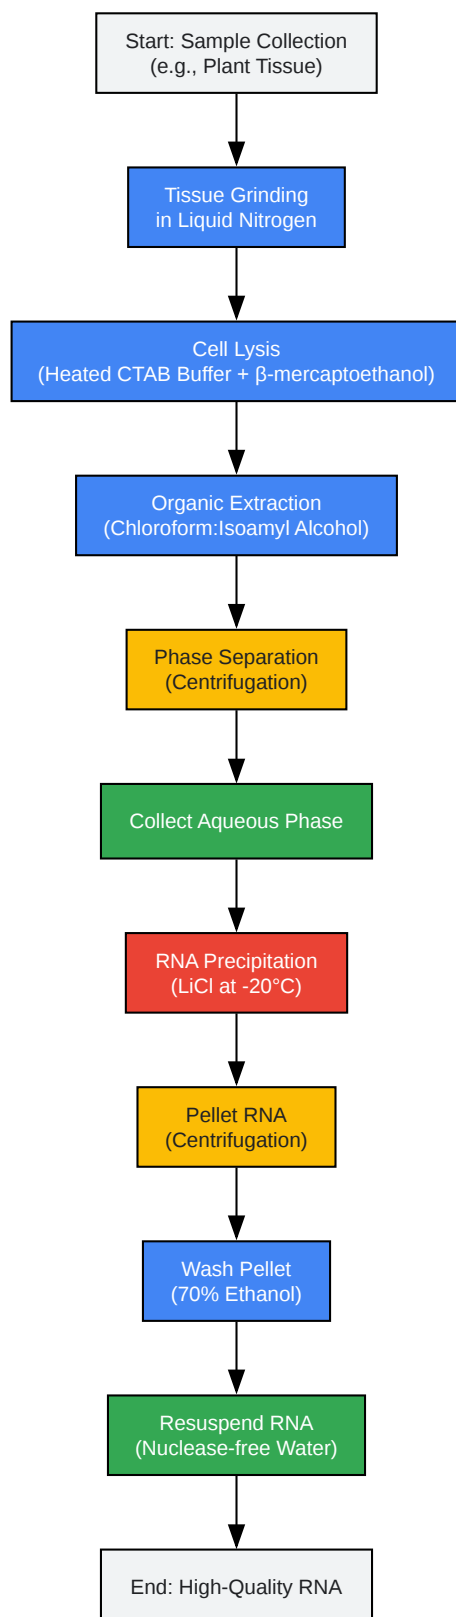 Start: Sample Collection
(e.g., Plant Tissue)
Tissue Grinding
in Liquid Nitrogen
Cell Lysis
(Heated CTAB Buffer + β-mercaptoethanol)
Organic Extraction
(Chloroform:Isoamyl Alcohol)
Phase Separation
(Centrifugation)
Collect Aqueous Phase
RNA Precipitation
(LiCl at -20°C)
Pellet RNA
(Centrifugation)
Wash Pellet
(70% Ethanol)
Resuspend RNA
(Nuclease-free Water)
End: High-Quality RNA